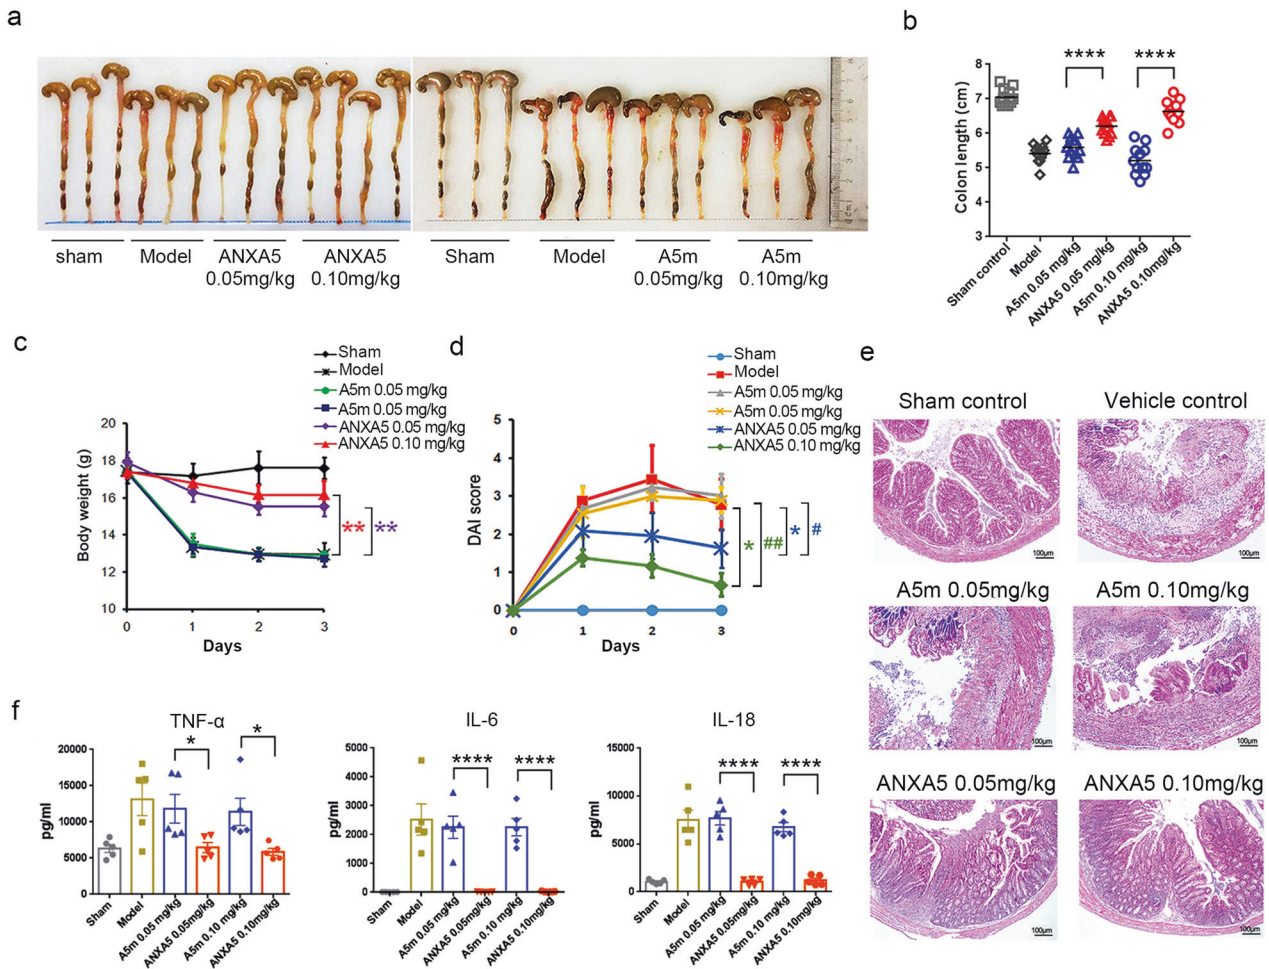 a
sham
Model
ANXA5
0.05mg/kg
ANXA5
0.10mg/kg
Sham
Model
A5m
0.05mg/kg
A5m
0.10mg/kg
b
****
****
Colon length (cm)
8
7
6
5
4
3
Sham control
Model
A5m 0.05 mg/kg
ANXA5 0.05 mg/kg
A5m 0.10 mg/kg
ANXA5 0.10mg/kg
c
Sham
Model
A5m 0.05 mg/kg
A5m 0.05 mg/kg
ANXA5 0.05 mg/kg
ANXA5 0.10 mg/kg
Body weight (g)
20
18
16
14
12
10
0
1
2
3
Days
**
**
d
Sham
Model
A5m 0.05 mg/kg
A5m 0.05 mg/kg
ANXA5 0.05 mg/kg
ANXA5 0.10 mg/kg
DAI score
5
4
3
2
1
0
0
1
2
3
Days
*
##
*
#
e
Sham control
Vehicle control
100μm
100μm
A5m 0.05mg/kg
A5m 0.10mg/kg
100μm
100μm
ANXA5 0.05mg/kg
ANXA5 0.10mg/kg
100μm
100μm
f
TNF-α
*
*
pg/ml
20000
15000
10000
5000
0
Sham
Model
A5m 0.05 mg/kg
ANXA5 0.05mg/kg
A5m 0.10 mg/kg
ANXA5 0.10mg/kg
IL-6
****
****
pg/ml
5000
4000
3000
2000
1000
0
Sham
Model
A5m 0.05 mg/kg
ANXA5 0.05mg/kg
A5m 0.10 mg/kg
ANXA5 0.10mg/kg
IL-18
****
****
pg/ml
15000
10000
5000
0
Sham
Model
A5m 0.05 mg/kg
ANXA5 0.05mg/kg
A5m 0.10 mg/kg
ANXA5 0.10mg/kg